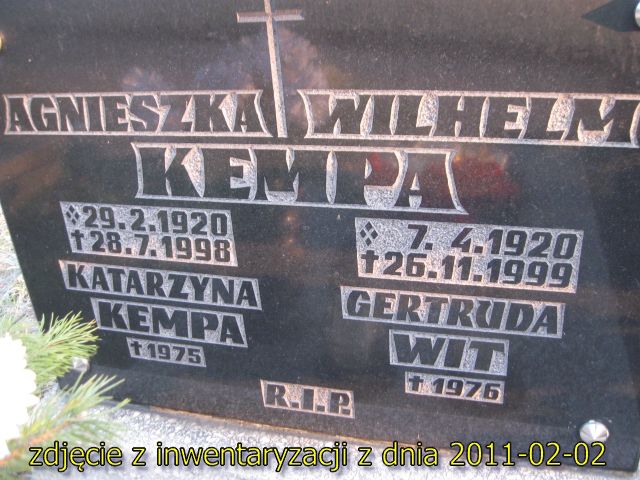 AGNIESZKA WILHELM
KEMPA
29.2.1920
†28.7.1998
7. 4.1920
†26.11.1999
KATARZYNA
KEMPA
†1975
GERTRUDA
WIT
†1976
R.I.P.
zdjęcie z inwentaryzacji z dnia 2011-02-02